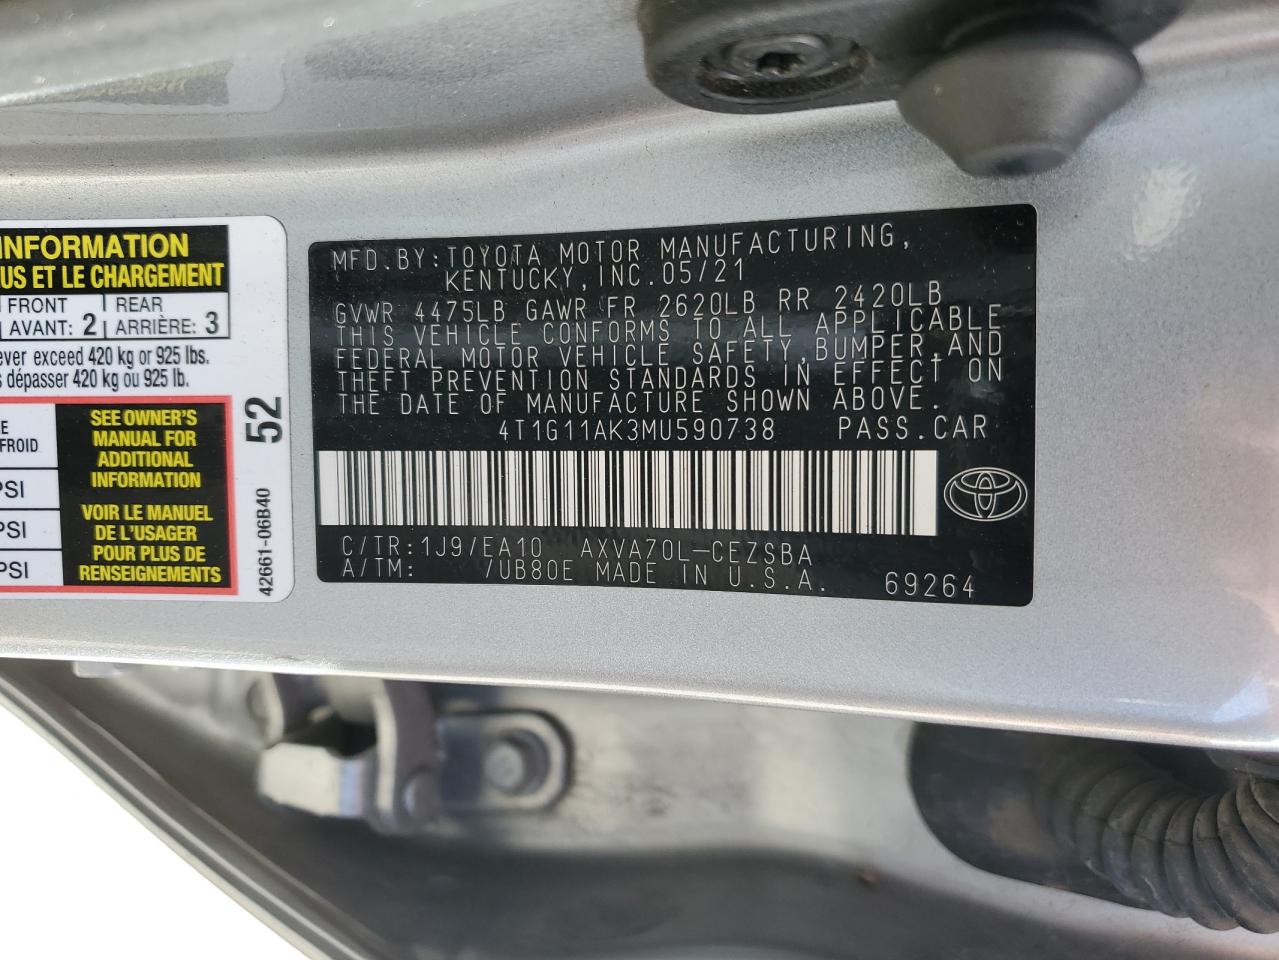 INFORMATION
US ET LE CHARGEMENT
FRONT REAR
AVANT: 2 ARRIÈRE: 3
ever exceed 420 kg or 925 lbs.
s dépasser 420 kg ou 925 lb.
E
FROID
PSI
PSI
PSI
SEE OWNER'S
MANUAL FOR
ADDITIONAL
INFORMATION
VOIR LE MANUEL
DE L'USAGER
POUR PLUS DE
RENSEIGNEMENTS
52
42661-06B40
MFD.BY:TOYOTA MOTOR MANUFACTURING,
KENTUCKY, INC.05/21
GVWR 4475LB GAWR FR 2620LB RR 2420LB
THIS VEHICLE CONFORMS TO ALL APPLICABLE
FEDERAL MOTOR VEHICLE SAFETY,BUMPER,AND
THEFT PREVENTION STANDARDS IN EFFECT ON
THE DATE OF MANUFACTURE SHOWN ABOVE.
4T1G11AK3MU590738 PASS.CAR
C/TR:1J9/EA10 AXVA70L-CEZSBA
A/TM: 7UB80E MADE IN U.S.A. 69264